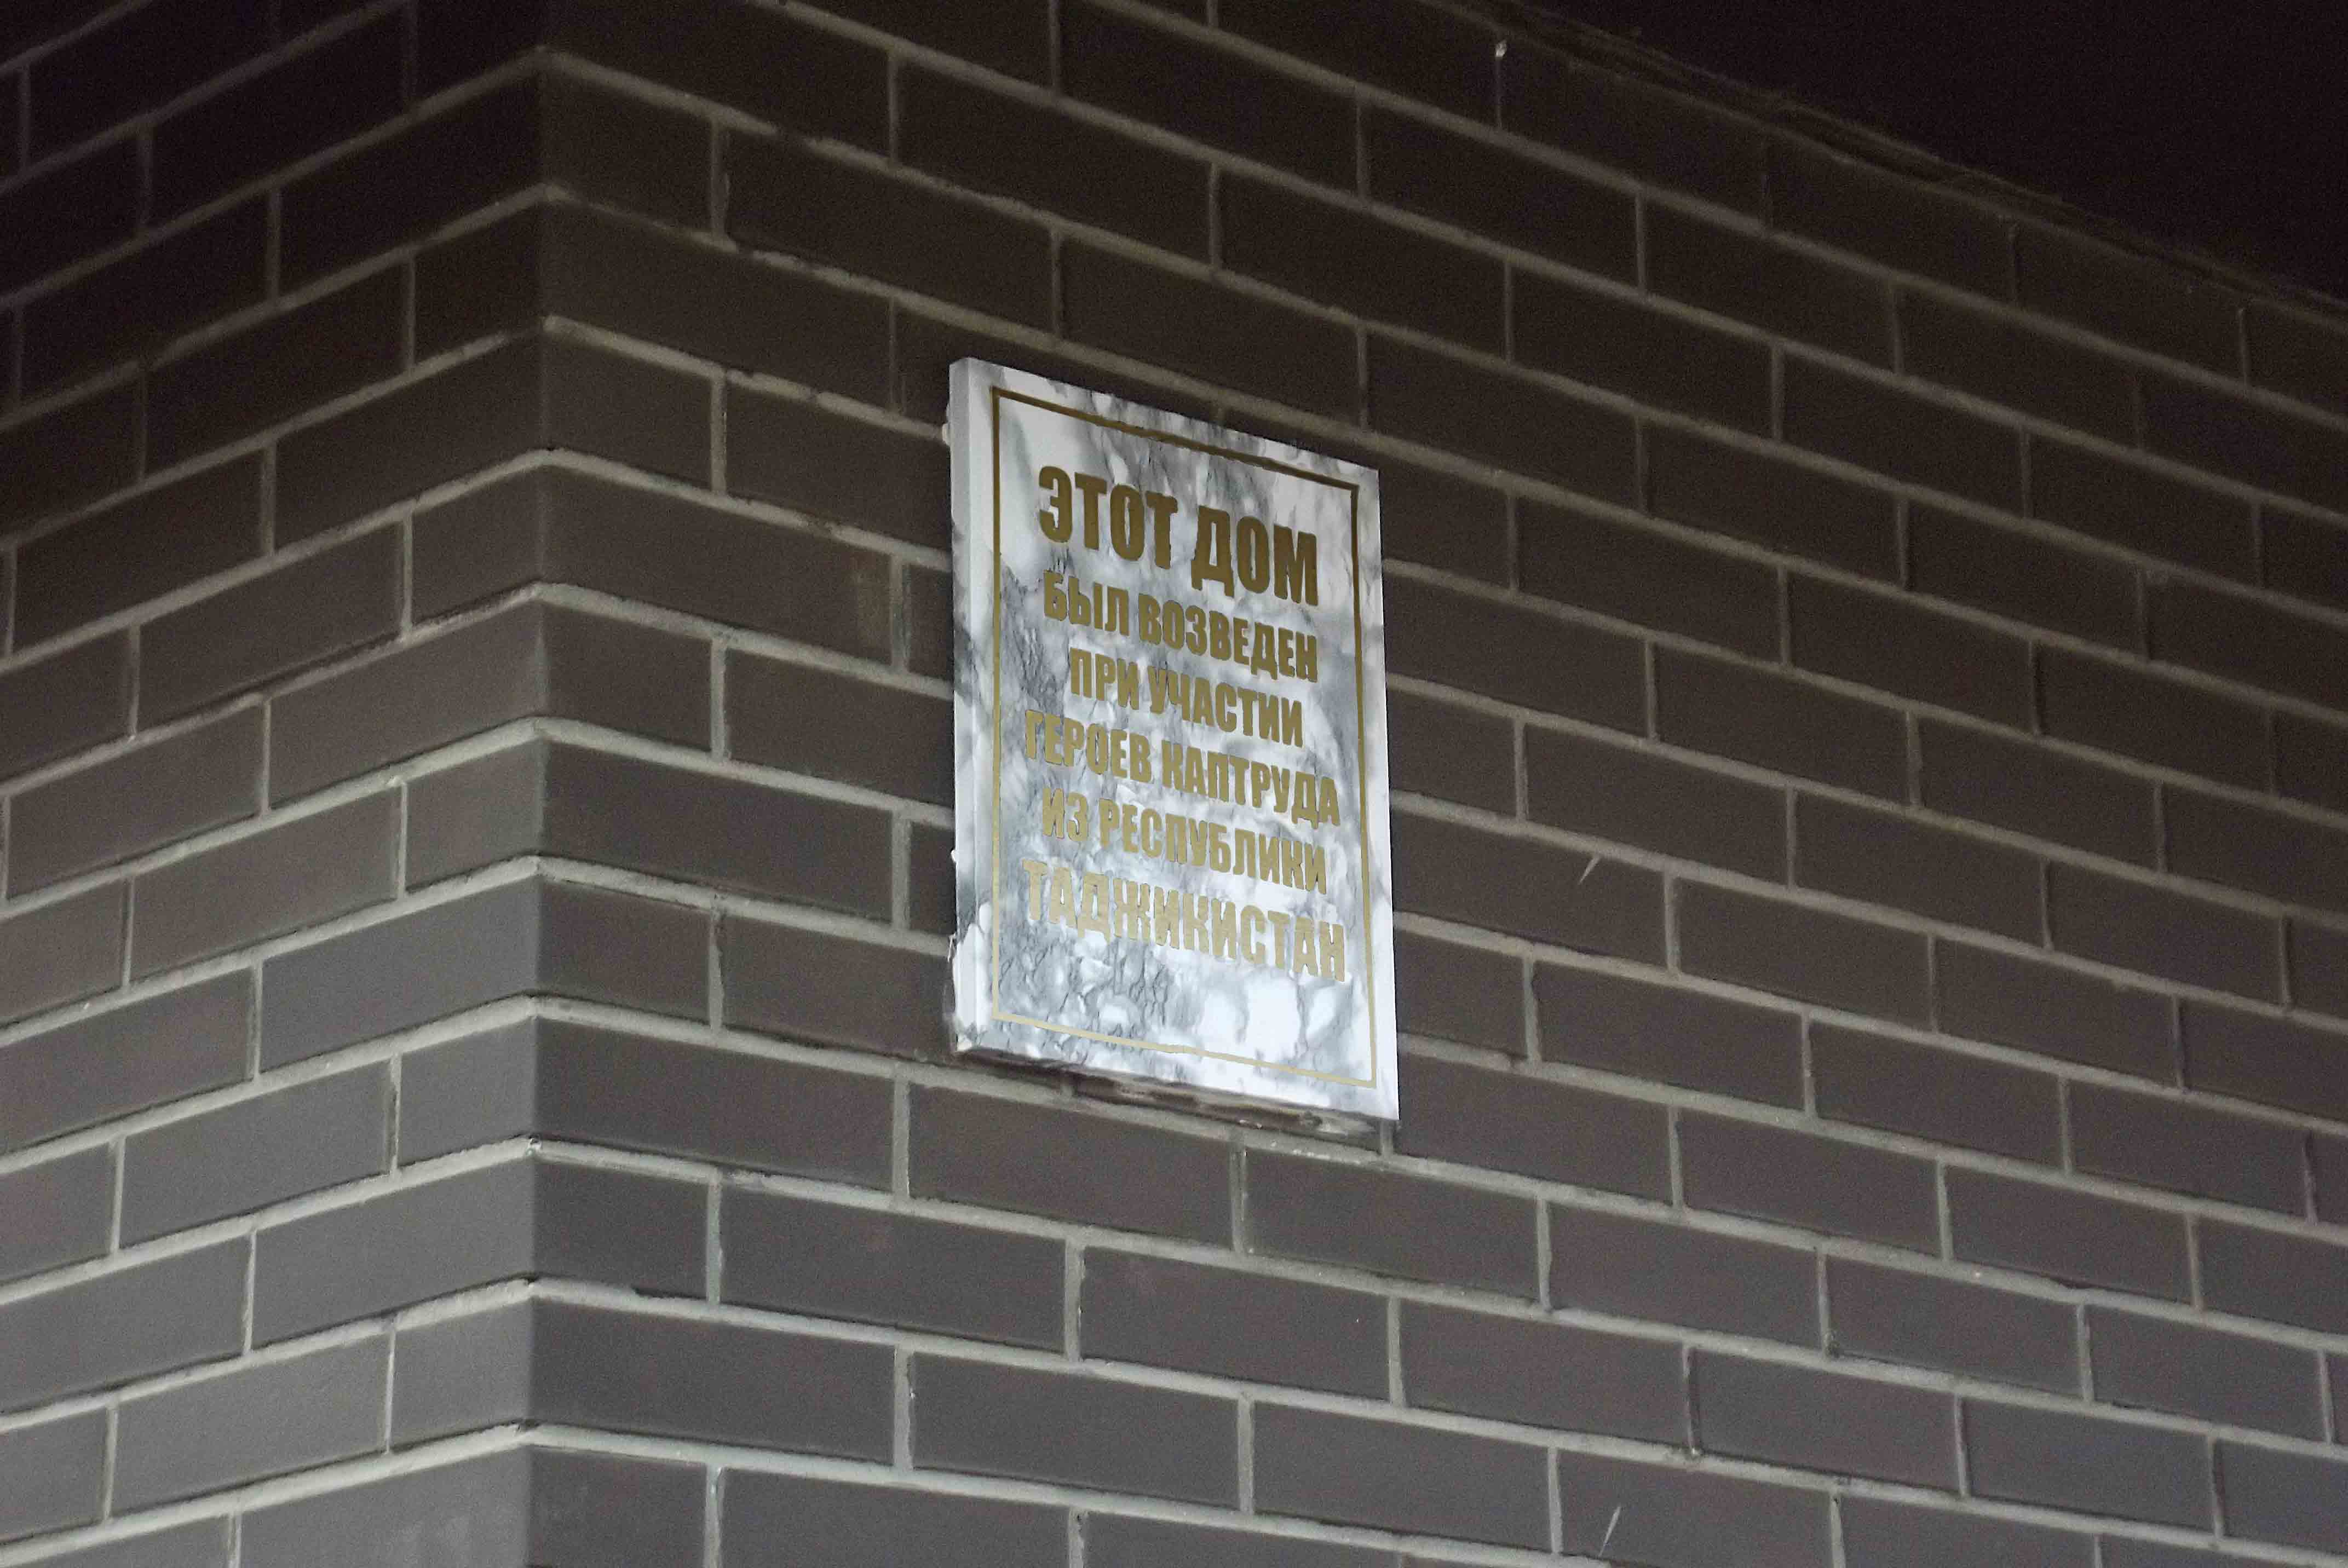 ЭТОТ ДОМ
БЫЛ ВОЗВЕДЕН
ПРИ УЧАСТИИ
ГЕРОЕВ КАПТРУДА
ИЗ РЕСПУБЛИКИ
ТАДЖИКИСТАН